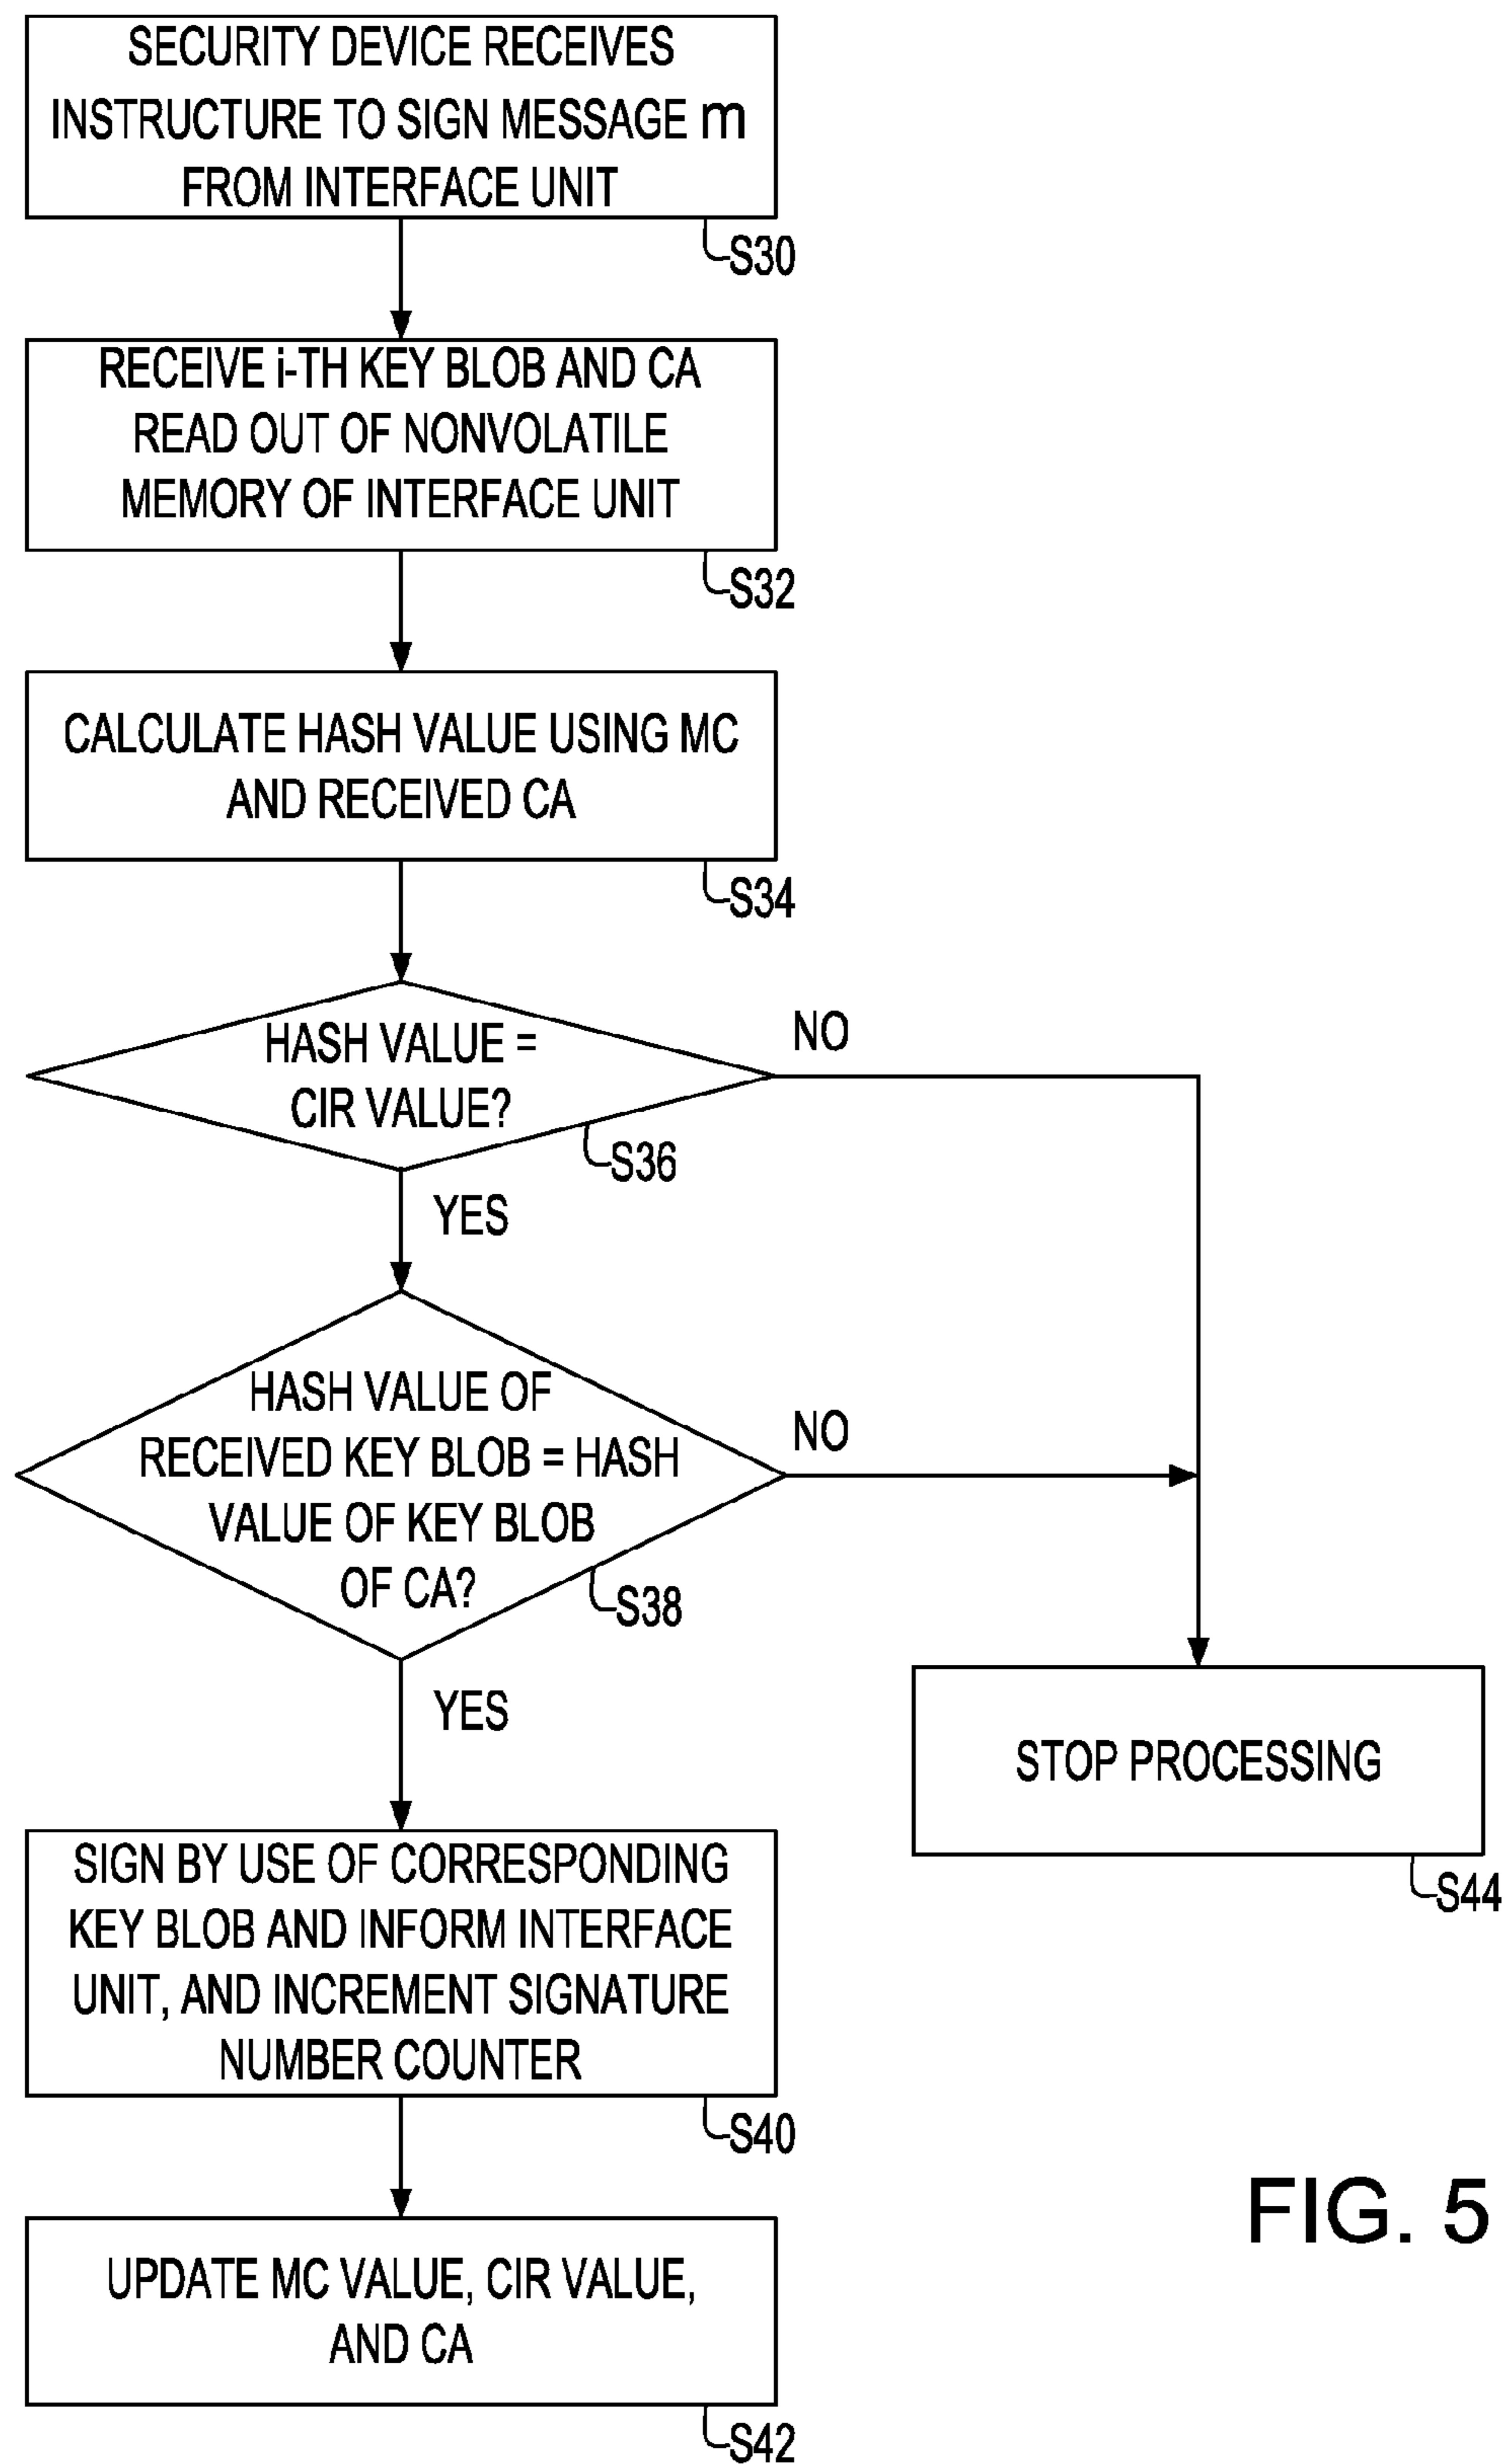 SECURITY DEVICE RECEIVES
INSTRUCTURE TO SIGN MESSAGE m
FROM INTERFACE UNIT
S30
RECEIVE i-TH KEY BLOB AND CA
READ OUT OF NONVOLATILE
MEMORY OF INTERFACE UNIT
S32
CALCULATE HASH VALUE USING MC
AND RECEIVED CA
S34
HASH VALUE =
CIR VALUE?
NO
S36
YES
HASH VALUE OF
RECEIVED KEY BLOB = HASH
VALUE OF KEY BLOB
OF CA?
NO
S38
YES
STOP PROCESSING
S44
SIGN BY USE OF CORRESPONDING
KEY BLOB AND INFORM INTERFACE
UNIT, AND INCREMENT SIGNATURE
NUMBER COUNTER
S40
UPDATE MC VALUE, CIR VALUE,
AND CA
S42
FIG. 5